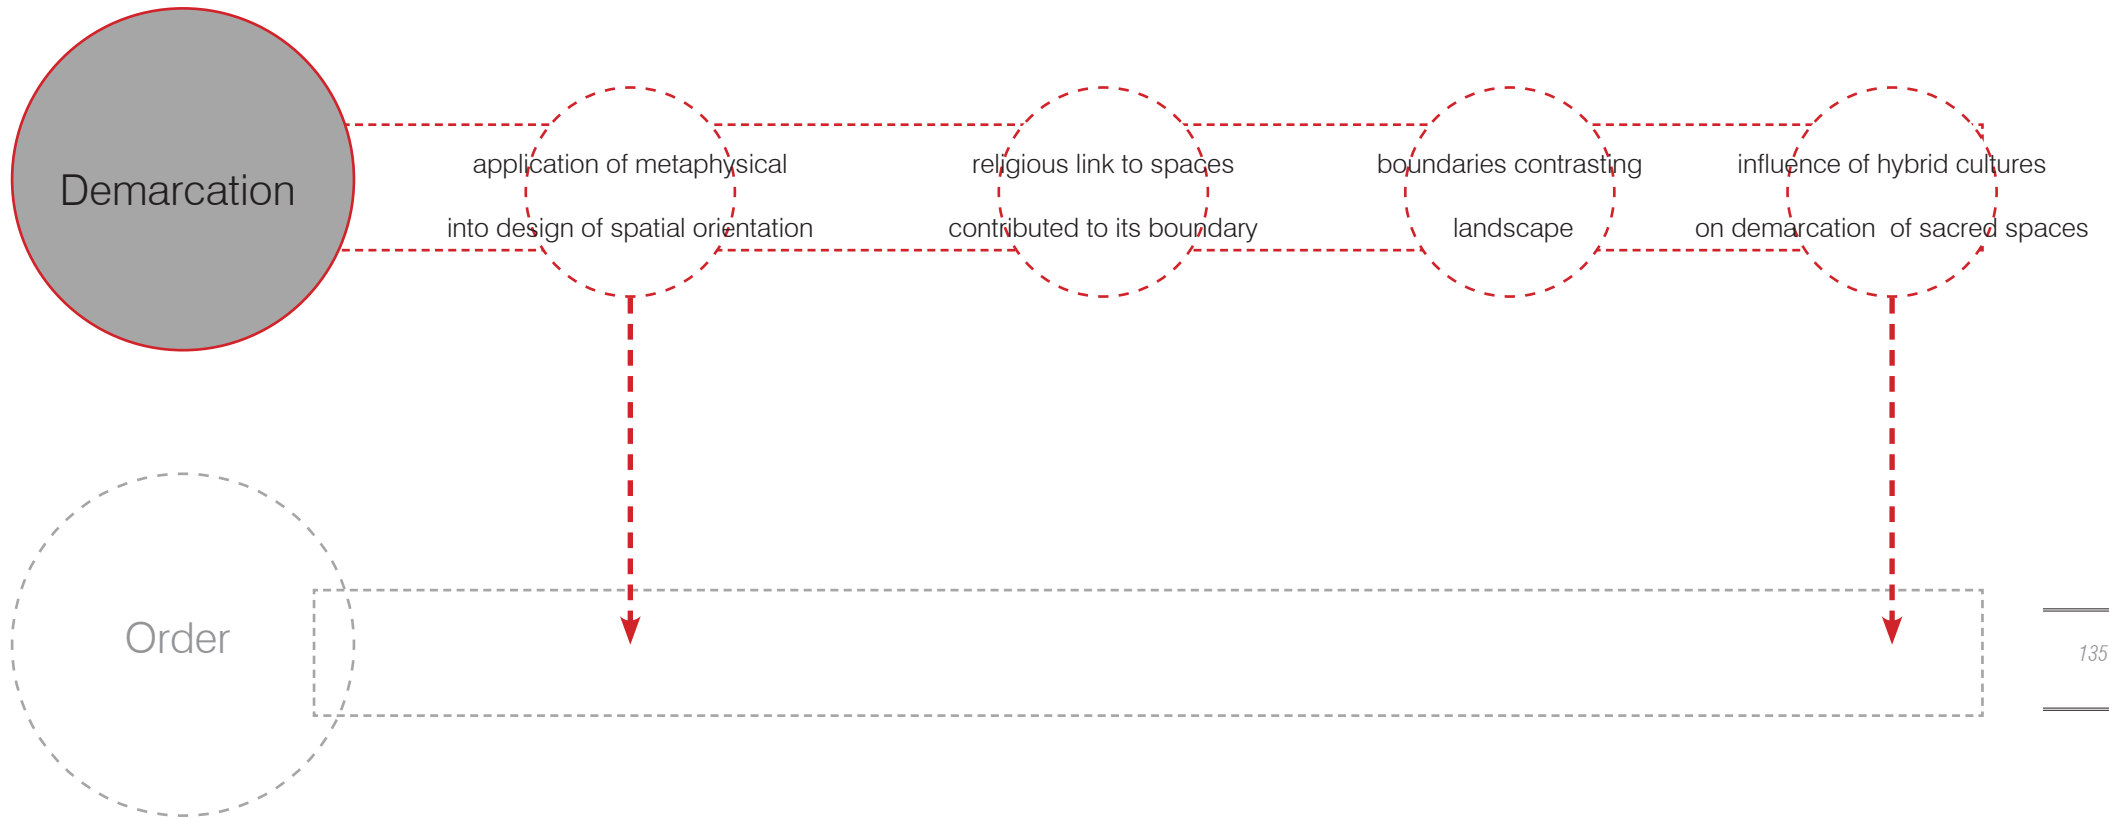 Demarcation
application of metaphysical
into design of spatial orientation
religious link to spaces
contributed to its boundary
boundaries contrasting
landscape
influence of hybrid cultures
on demarcation  of sacred spaces
Order
135